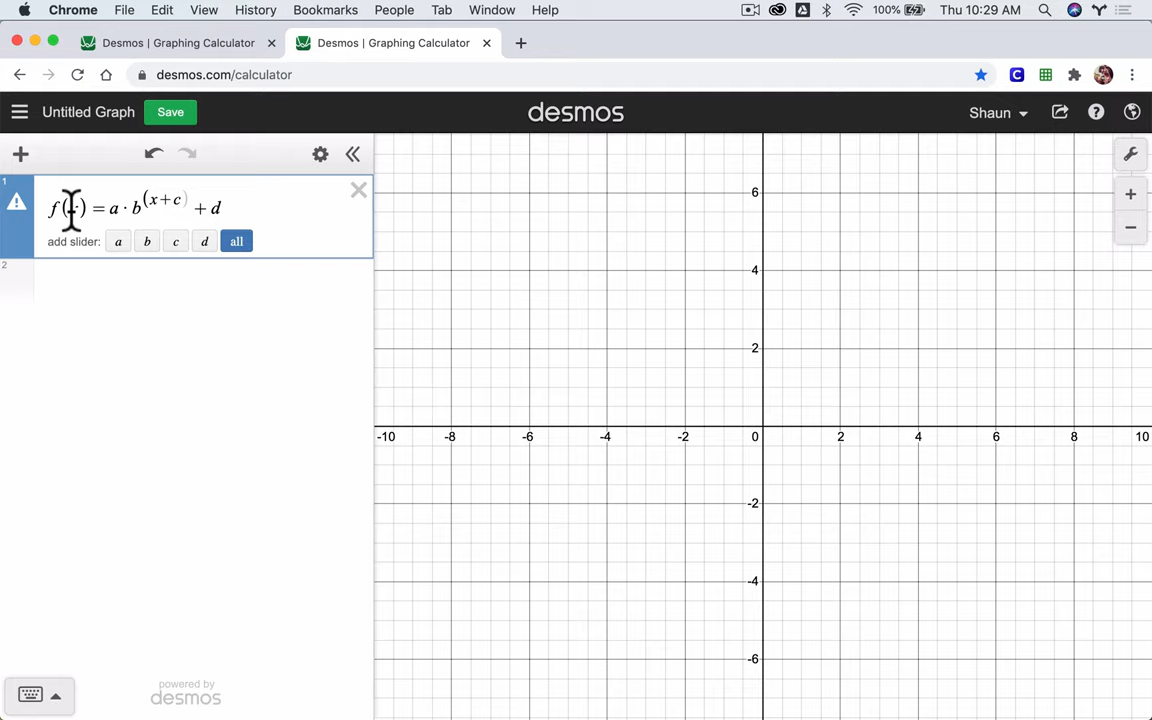 Chrome File Edit View History Bookmarks People Tab Window Help 100% Thu 10:29 AM
Desmos | Graphing Calculator Desmos | Graphing Calculator
desmos.com/calculator
Untitled Graph Save desmos Shaun
1
f( ) = a · b^(x+c) + d
add slider: a b c d all
2
6
4
2
-10 -8 -6 -4 -2 0 2 4 6 8 10
-2
-4
-6
powered by
desmos